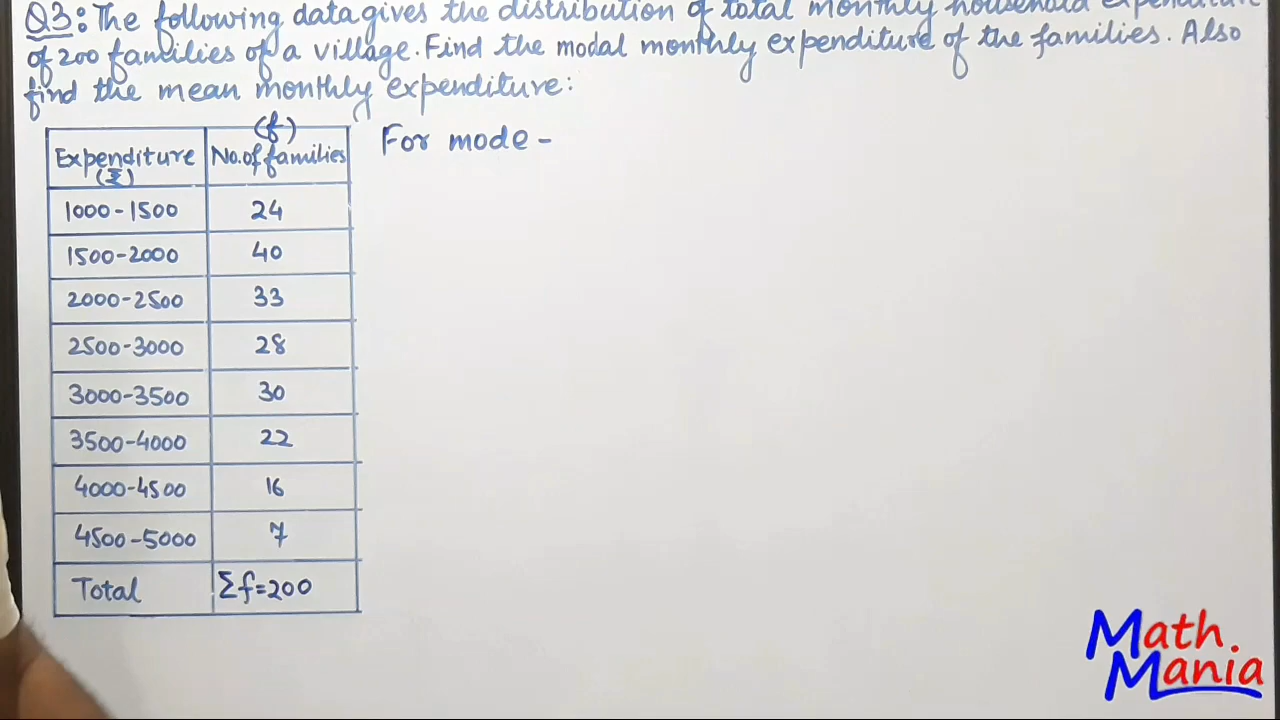 Q3: The following data gives the distribution of total monthly household expenditure
of 200 families of a village. Find the modal monthly expenditure of the families. Also
find the mean monthly expenditure:
Expenditure (₹) No. of families (f)
1000-1500 24
1500-2000 40
2000-2500 33
2500-3000 28
3000-3500 30
3500-4000 22
4000-4500 16
4500-5000 7
Total Σf=200
For mode -
Math
Mania